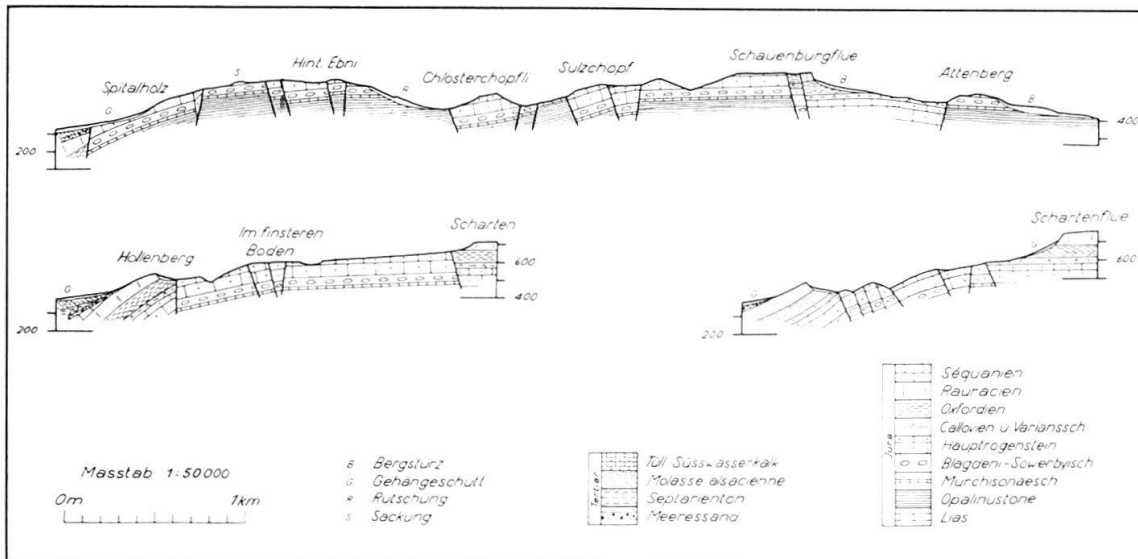 Spitalholz
Hint. Ebni
Chlosterchöpfli
Sulzchopf
Schauenburgflue
Attenberg
G
S
R
B
B
200
400
Hollenberg
Im finsteren
Boden
Scharten
G
600
400
200
Schartenflue
G
G
600
200
Masstab 1:50000
0m 1km
B Bergsturz
G Gehängeschutt
R Rutschung
S Sackung
Tertiär
Tüll. Süsswasserkalk
Molasse alsacienne
Septarienton
Meeressand
Jura
Séquanien
Rauracien
Oxfordien
Callovien u Varianssch
Hauptrogenstein
Blagdeni-Sowerbyisch
Murchisonaesch
Opalinustone
Lias